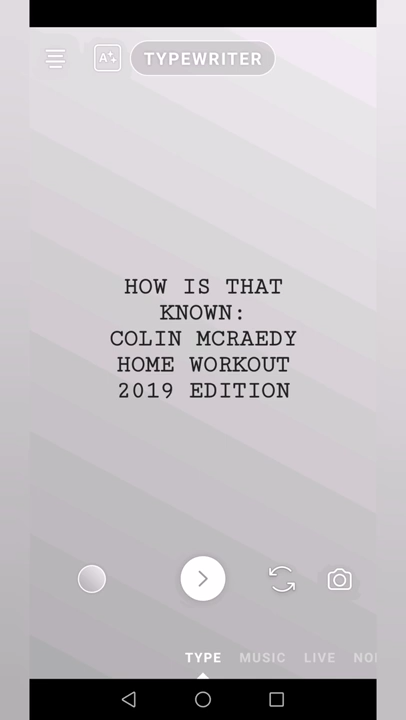 TYPEWRITER
HOW IS THAT
KNOWN:
COLIN MCRAEDY
HOME WORKOUT
2019 EDITION
TYPE MUSIC LIVE